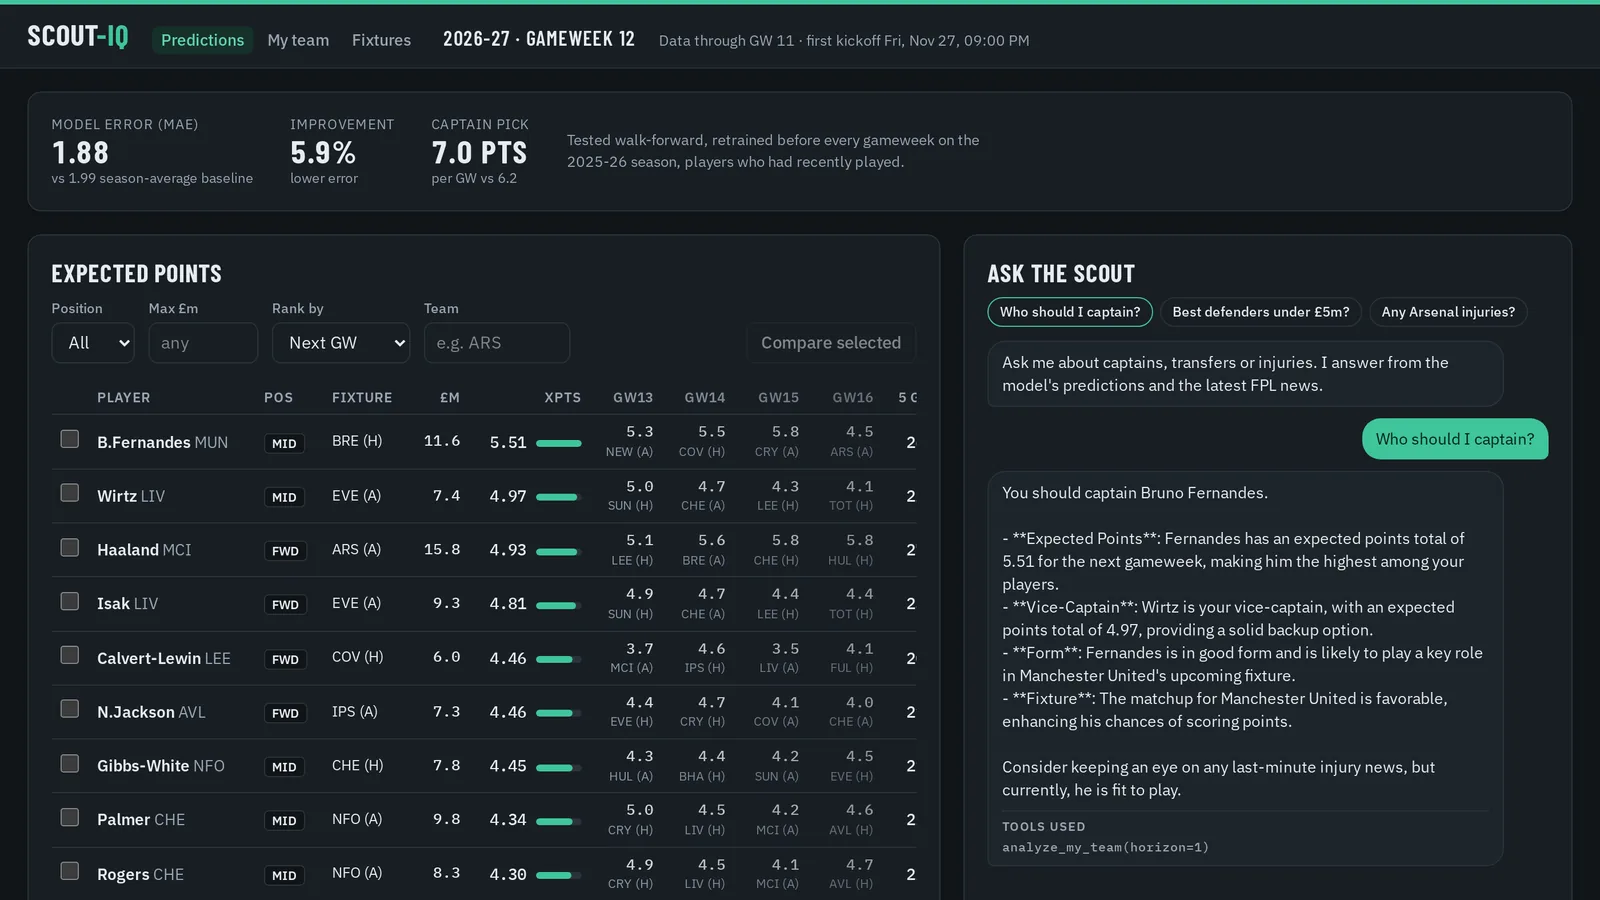 SCOUT-IQ Predictions My team Fixtures 2026-27 · GAMEWEEK 12 Data through GW 11 · first kickoff Fri, Nov 27, 09:00 PM
MODEL ERROR (MAE)
1.88
vs 1.99 season-average baseline
IMPROVEMENT
5.9%
lower error
CAPTAIN PICK
7.0 PTS
per GW vs 6.2
Tested walk-forward, retrained before every gameweek on the
2025-26 season, players who had recently played.
EXPECTED POINTS
Position Max £m Rank by Team
All any Next GW e.g. ARS Compare selected
PLAYER POS FIXTURE £M XPTS GW13 GW14 GW15 GW16 5 G
B.Fernandes MUN MID BRE (H) 11.6 5.51 5.3 5.5 5.8 4.5 2
NEW (A) COV (H) CRY (A) ARS (A)
Wirtz LIV MID EVE (A) 7.4 4.97 5.0 4.7 4.3 4.1 2
SUN (H) CHE (A) LEE (H) TOT (H)
Haaland MCI FWD ARS (A) 15.8 4.93 5.1 5.6 5.8 5.8 2
LEE (H) BRE (A) CHE (H) HUL (A)
Isak LIV FWD EVE (A) 9.3 4.81 4.9 4.7 4.4 4.4 2
SUN (H) CHE (A) LEE (H) TOT (H)
Calvert-Lewin LEE FWD COV (H) 6.0 4.46 3.7 4.6 3.5 4.1 2
MCI (A) IPS (H) LIV (A) FUL (H)
N.Jackson AVL FWD IPS (A) 7.3 4.46 4.4 4.7 4.1 4.0 2
EVE (H) CRY (H) COV (A) CHE (A)
Gibbs-White NFO MID CHE (H) 7.8 4.45 4.3 4.4 4.2 4.5 2
HUL (A) BHA (H) SUN (A) EVE (H)
Palmer CHE MID NFO (A) 9.8 4.34 5.0 4.5 4.2 4.6 2
CRY (H) LIV (H) MCI (A) AVL (H)
Rogers CHE MID NFO (A) 8.3 4.30 4.9 4.5 4.1 4.7 2
CRY (H) LIV (H) MCI (A) AVL (H)
ASK THE SCOUT
Who should I captain? Best defenders under £5m? Any Arsenal injuries?
Ask me about captains, transfers or injuries. I answer from the
model's predictions and the latest FPL news.
Who should I captain?
You should captain Bruno Fernandes.
- **Expected Points**: Fernandes has an expected points total of
5.51 for the next gameweek, making him the highest among your
players.
- **Vice-Captain**: Wirtz is your vice-captain, with an expected
points total of 4.97, providing a solid backup option.
- **Form**: Fernandes is in good form and is likely to play a key role
in Manchester United's upcoming fixture.
- **Fixture**: The matchup for Manchester United is favorable,
enhancing his chances of scoring points.
Consider keeping an eye on any last-minute injury news, but
currently, he is fit to play.
TOOLS USED
analyze_my_team(horizon=1)